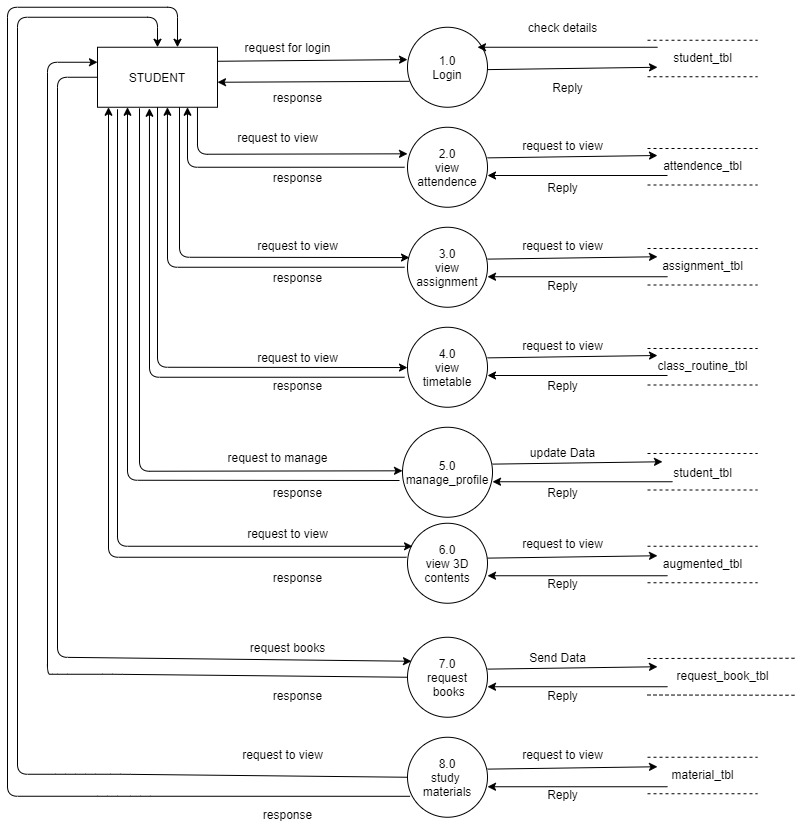 check details
request for login
1.0
Login
student_tbl
STUDENT
response
Reply
request to view
2.0
view
attendence
request to view
attendence_tbl
response
Reply
request to view
3.0
view
assignment
request to view
assignment_tbl
response
Reply
request to view
4.0
view
timetable
request to view
class_routine_tbl
response
Reply
request to manage
5.0
manage_profile
update Data
student_tbl
response
Reply
request to view
6.0
view 3D
contents
request to view
augmented_tbl
response
Reply
request books
7.0
request
books
Send Data
request_book_tbl
response
Reply
request to view
8.0
study
materials
request to view
material_tbl
response
Reply